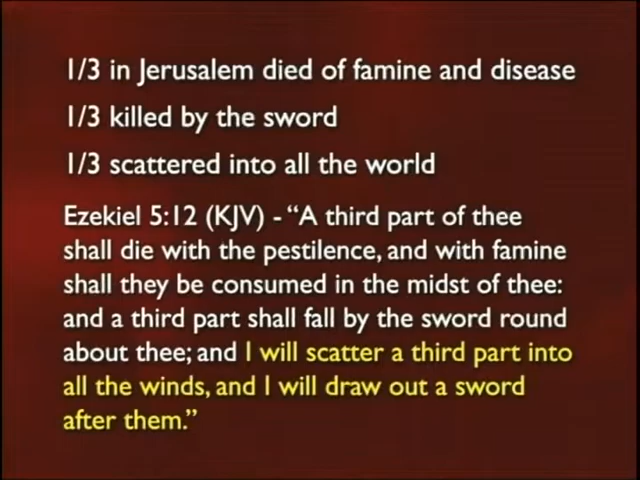 1/3 in Jerusalem died of famine and disease
1/3 killed by the sword
1/3 scattered into all the world
Ezekiel 5:12 (KJV) - “A third part of thee
shall die with the pestilence, and with famine
shall they be consumed in the midst of thee:
and a third part shall fall by the sword round
about thee; and I will scatter a third part into
all the winds, and I will draw out a sword
after them.”